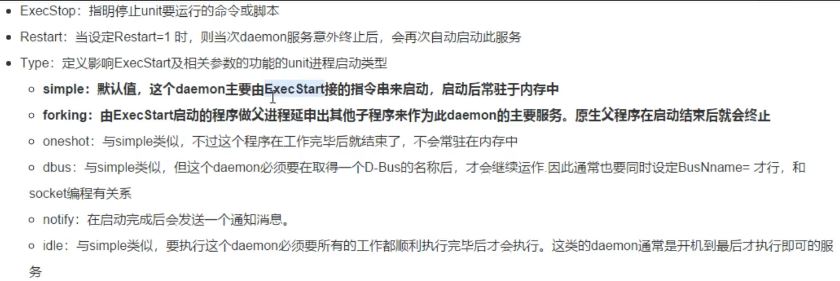 ExecStop：指明停止unit要运行的命令或脚本
Restart：当设定Restart=1 时，则当次daemon服务意外终止后，会再次自动启动此服务
Type：定义影响ExecStart及相关参数的功能的unit进程启动类型
simple：默认值，这个daemon主要由ExecStart接的指令串来启动，启动后常驻于内存中
forking：由ExecStart启动的程序做父进程延申出其他子程序来作为此daemon的主要服务。原生父程序在启动结束后就会终止
oneshot：与simple类似，不过这个程序在工作完毕后就结束了，不会常驻在内存中
dbus：与simple类似，但这个daemon必须要在取得一个D-Bus的名称后，才会继续运作.因此通常也要同时设定BusNname= 才行，和
socket编程有关系
notify：在启动完成后会发送一个通知消息。
idle：与simple类似，要执行这个daemon必须要所有的工作都顺利执行完毕后才会执行。这类的daemon通常是开机到最后才执行即可的服
务